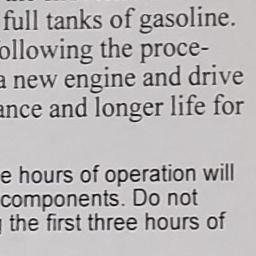 full tanks of gasoline.
ollowing the proce-
a new engine and drive
ance and longer life for
e hours of operation will
components. Do not
the first three hours of